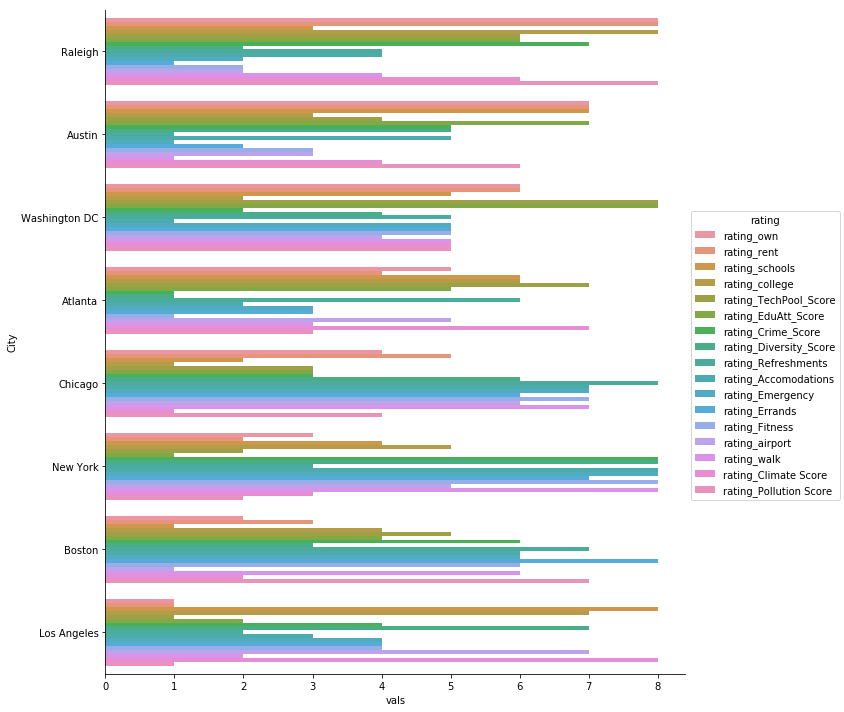 Raleigh
Austin
Washington DC
Atlanta
Chicago
New York
Boston
Los Angeles
City
0 1 2 3 4 5 6 7 8
vals
rating
rating_own
rating_rent
rating_schools
rating_college
rating_TechPool_Score
rating_EduAtt_Score
rating_Crime_Score
rating_Diversity_Score
rating_Refreshments
rating_Accomodations
rating_Emergency
rating_Errands
rating_Fitness
rating_airport
rating_walk
rating_Climate Score
rating_Pollution Score